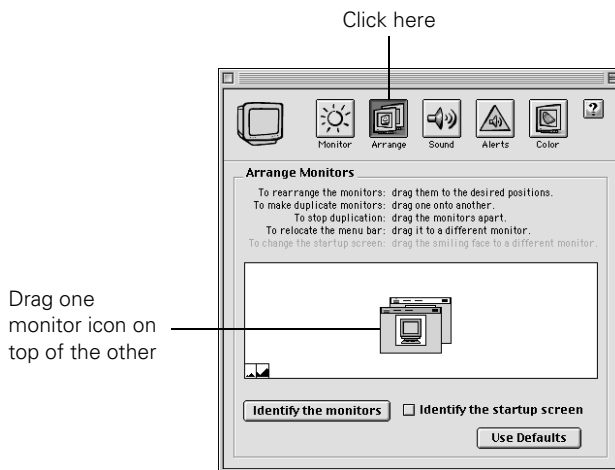 Click here
Monitor Arrange Sound Alerts Color ?
Arrange Monitors
To rearrange the monitors: drag them to the desired positions.
To make duplicate monitors: drag one onto another.
To stop duplication: drag the monitors apart.
To relocate the menu bar: drag it to a different monitor.
To change the startup screen: drag the smiling face to a different monitor.
Drag one
monitor icon on
top of the other
Identify the monitors Identify the startup screen
Use Defaults